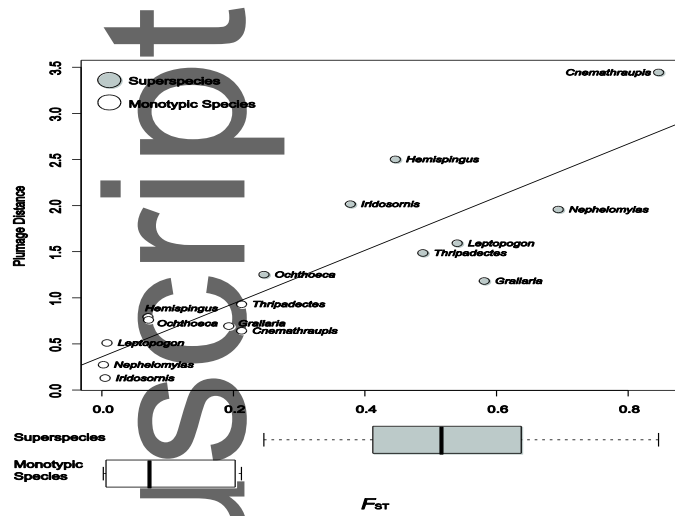 uscript
3.5
3.0
2.5
2.0
1.5
1.0
0.5
0.0
Plumage Distance
Superspecies
Monotypic Species
Cnemathraupis
Hemispingus
Iridosornis
Nephelomyias
Leptopogon
Thripadectes
Ochthoeca
Grallaria
Thripadectes
Hemispingus
Ochthoeca
Grallaria
Cnemathraupis
Leptopogon
Nephelomyias
Iridosornis
0.0 0.2 0.4 0.6 0.8
Superspecies
Monotypic
Species
FST